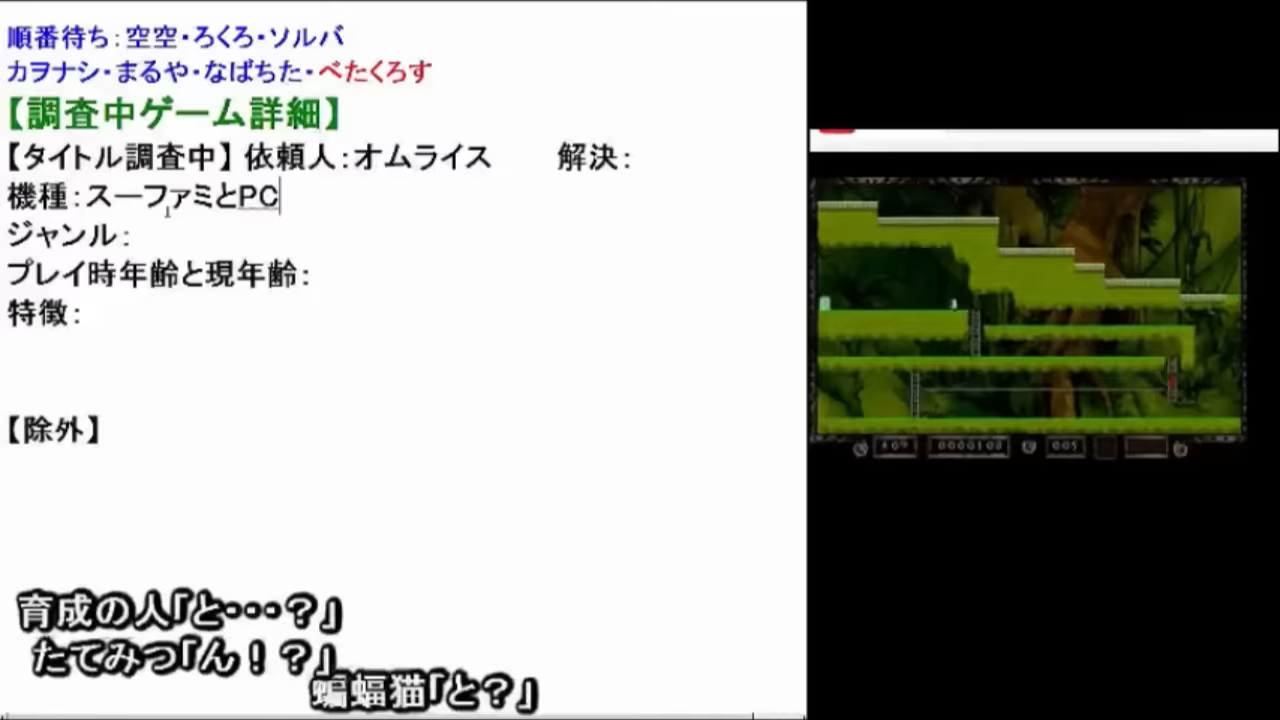 順番待ち：空空・ろくろ・ソルバ
カヲナシ・まるや・なばちた・べたくろす
【調査中ゲーム詳細】
【タイトル調査中】依頼人：オムライス　　解決：
機種：スーファミとPC
ジャンル：
プレイ時年齢と現年齢：
特徴：
【除外】
育成の人「と・・・？」
たてみつ「ん！？」
蝙蝠猫「と？」